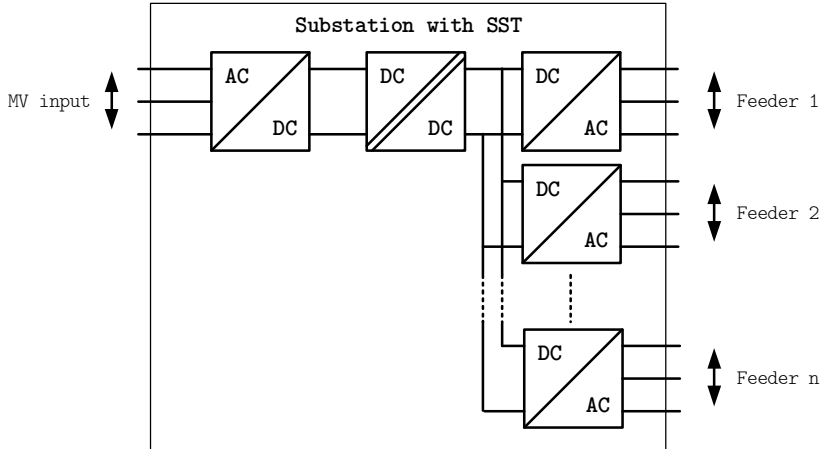 Substation with SST
MV input
AC
DC
DC
DC
DC
AC
Feeder 1
DC
AC
Feeder 2
DC
AC
Feeder n